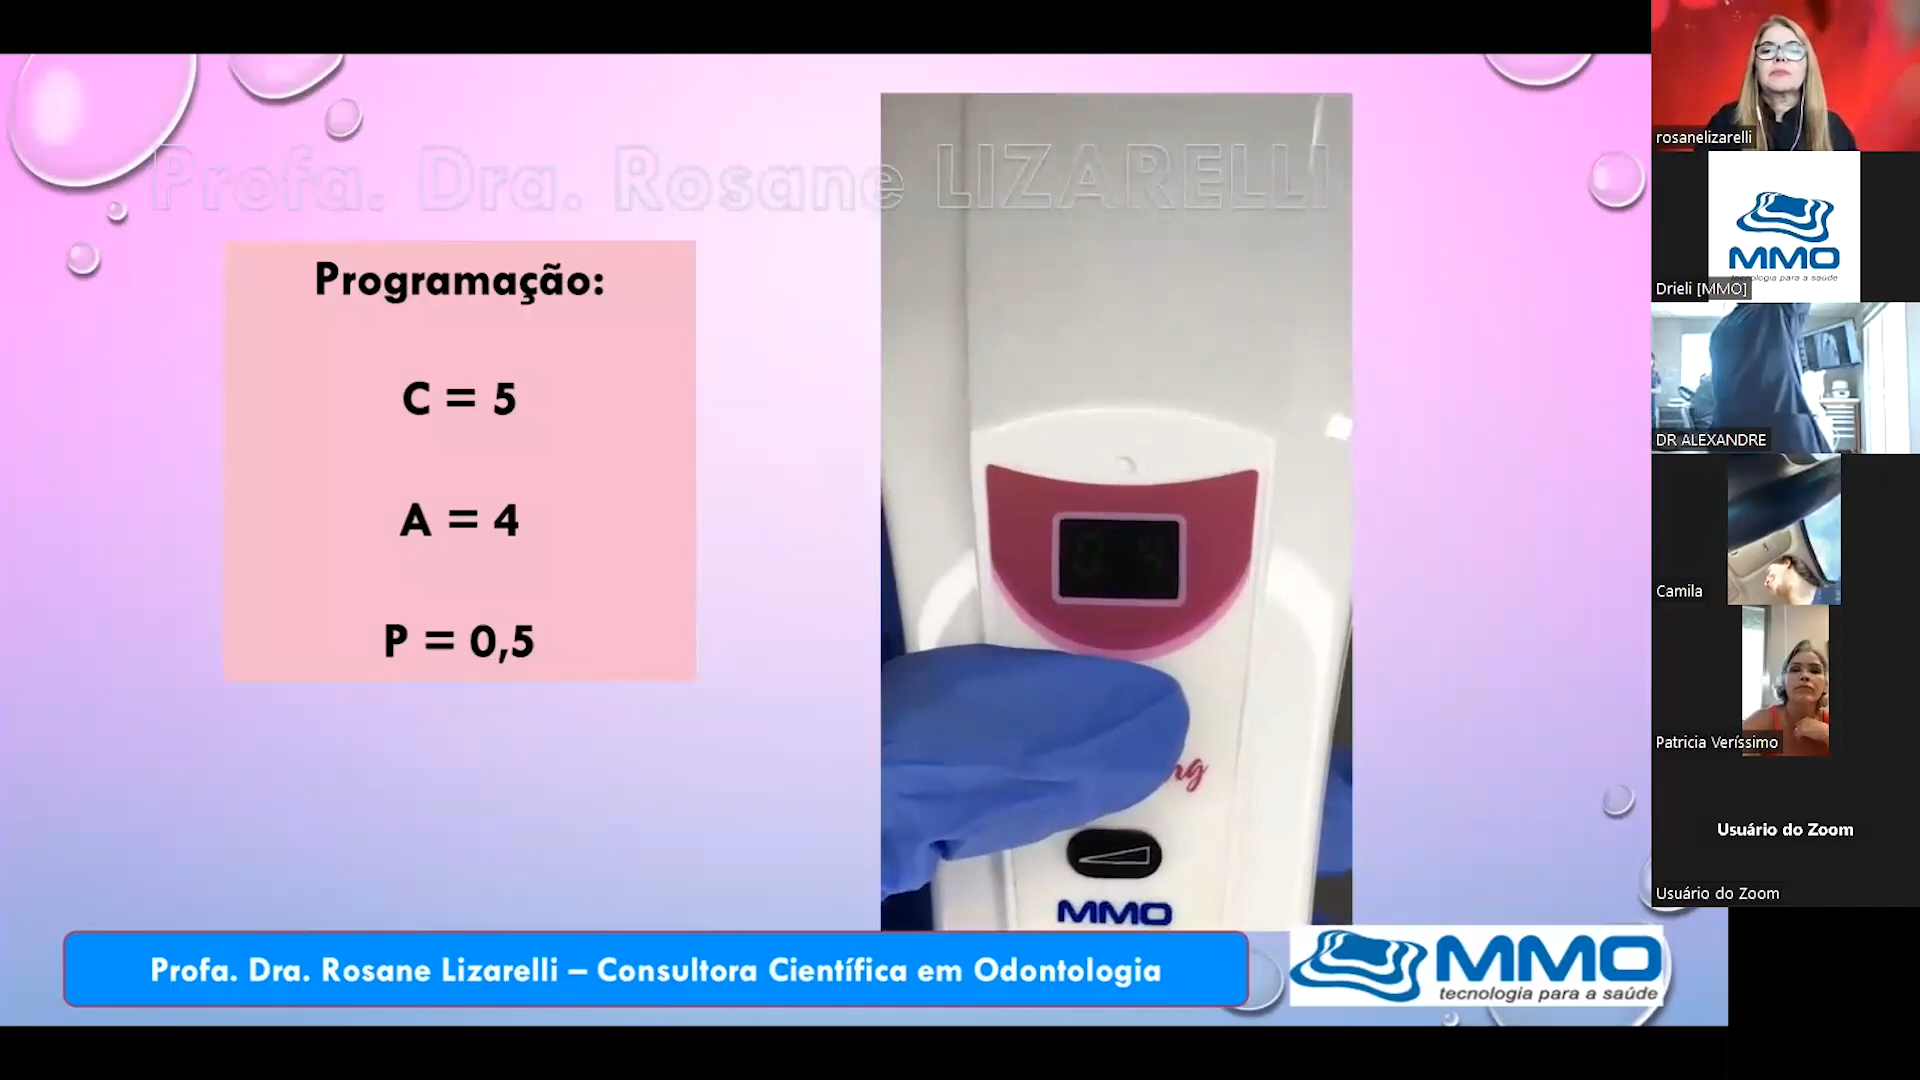 Profa. Dra. Rosane LIZARELLI
Programação:
C = 5
A = 4
P = 0,5
MMO
Profa. Dra. Rosane Lizarelli – Consultora Científica em Odontologia
MMO
tecnologia para a saúde
rosanelizarelli
MMO
Drieli [MMO]
DR ALEXANDRE
Camila
Patricia Veríssimo
Usuário do Zoom
Usuário do Zoom